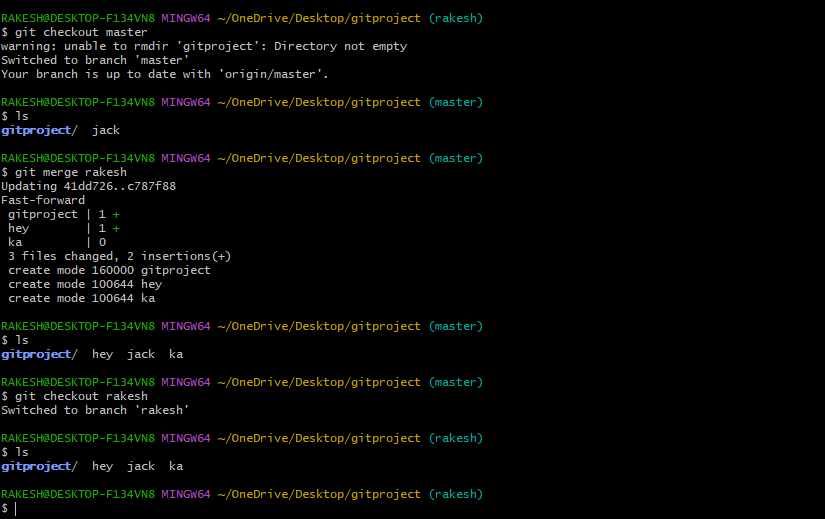 RAKESH@DESKTOP-F134VN8 MINGW64 ~/OneDrive/Desktop/gitproject (rakesh)
$ git checkout master
warning: unable to rmdir 'gitproject': Directory not empty
Switched to branch 'master'
Your branch is up to date with 'origin/master'.
RAKESH@DESKTOP-F134VN8 MINGW64 ~/OneDrive/Desktop/gitproject (master)
$ ls
gitproject/  jack
RAKESH@DESKTOP-F134VN8 MINGW64 ~/OneDrive/Desktop/gitproject (master)
$ git merge rakesh
Updating 41dd726..c787f88
Fast-forward
 gitproject | 1 +
 hey        | 1 +
 ka         | 0
 3 files changed, 2 insertions(+)
 create mode 160000 gitproject
 create mode 100644 hey
 create mode 100644 ka
RAKESH@DESKTOP-F134VN8 MINGW64 ~/OneDrive/Desktop/gitproject (master)
$ ls
gitproject/  hey  jack  ka
RAKESH@DESKTOP-F134VN8 MINGW64 ~/OneDrive/Desktop/gitproject (master)
$ git checkout rakesh
Switched to branch 'rakesh'
RAKESH@DESKTOP-F134VN8 MINGW64 ~/OneDrive/Desktop/gitproject (rakesh)
$ ls
gitproject/  hey  jack  ka
RAKESH@DESKTOP-F134VN8 MINGW64 ~/OneDrive/Desktop/gitproject (rakesh)
$